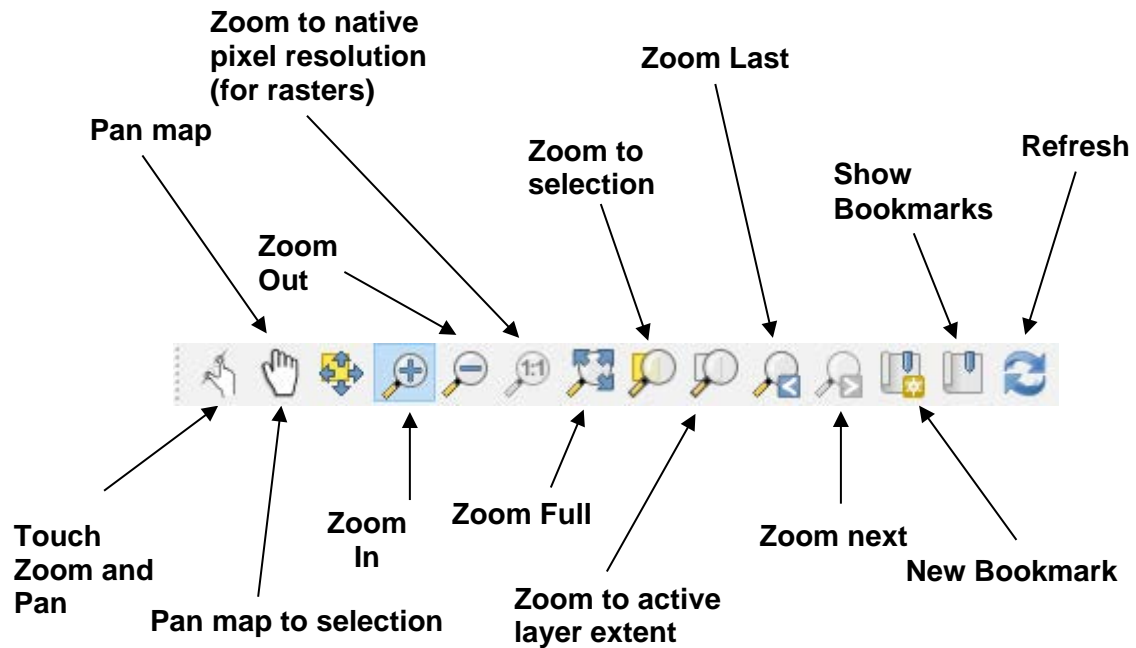 Zoom to native
pixel resolution
(for rasters)
Zoom Last
Pan map
Refresh
Zoom to
selection
Show
Bookmarks
Zoom
Out
1:1
Touch
Zoom and
Pan
Zoom
In
Zoom Full
Zoom next
New Bookmark
Pan map to selection
Zoom to active
layer extent